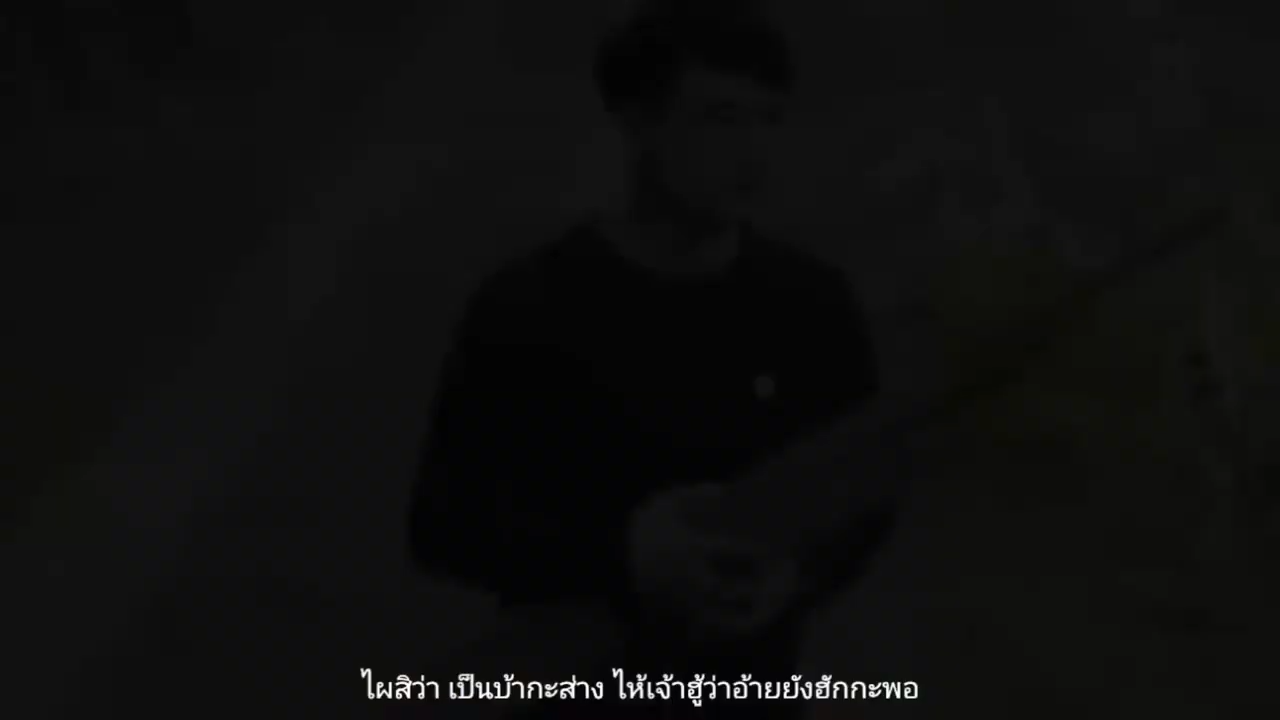 ไผสิว่า เป็นบ้ากะส่าง ไห้เจ้าฮู้ว่าอ้ายยังฮักกะพอ